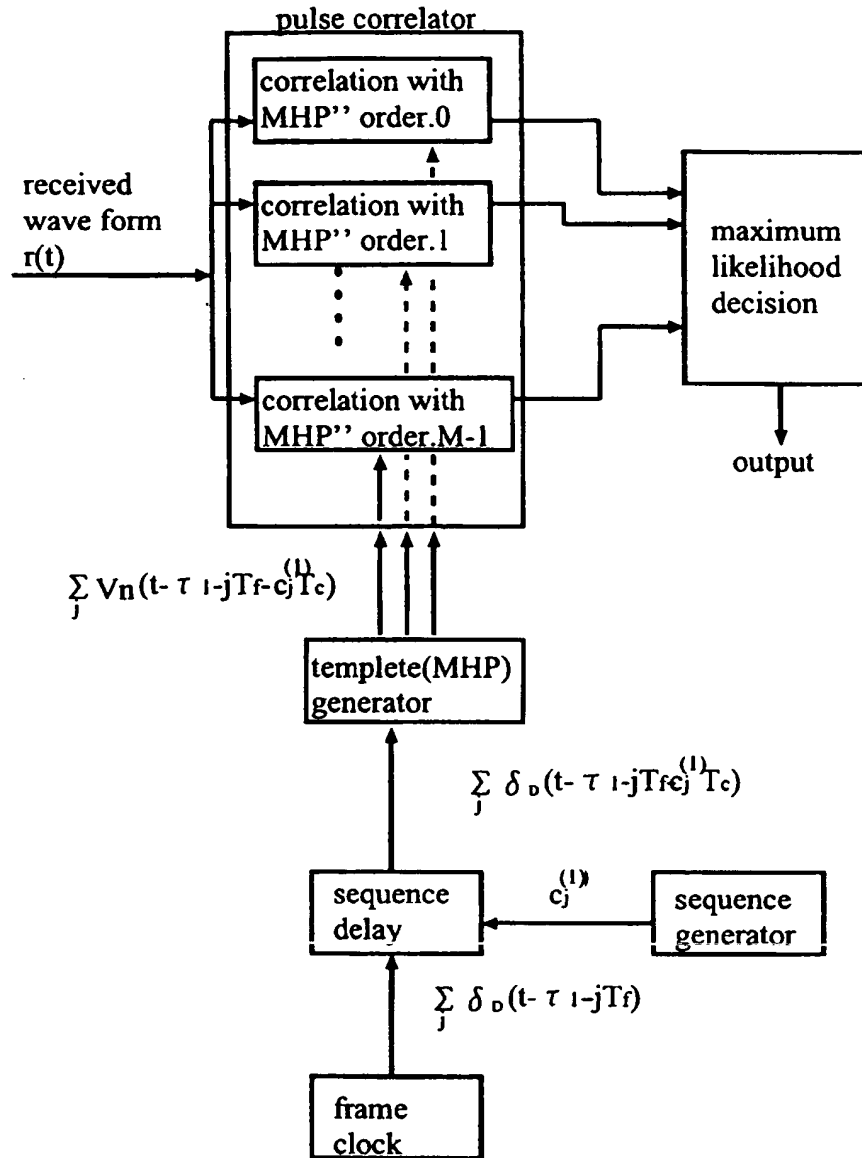 pulse correlator
correlation with
MHP’’ order.0
received
wave form
r(t)
correlation with
MHP’’ order.1
maximum
likelihood
decision
correlation with
MHP’’ order.M-1
output
∑j Vn(t- τ 1-jTf-cj(1)Tc)
templete(MHP)
generator
∑j δD(t- τ 1-jTf-cj(1)Tc)
sequence
delay
cj(1)
sequence
generator
∑j δD(t- τ 1-jTf)
frame
clock